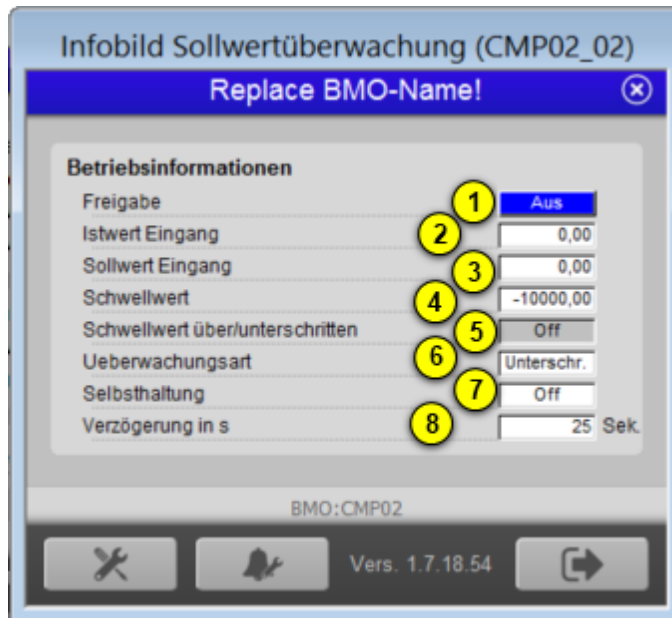 Infobild Sollwertüberwachung (CMP02_02)
Replace BMO-Name!
Betriebsinformationen
Freigabe 1 Aus
Istwert Eingang 2 0,00
Sollwert Eingang 3 0,00
Schwellwert 4 -10000,00
Schwellwert über/unterschritten 5 Off
Ueberwachungsart 6 Unterschr.
Selbsthaltung 7 Off
Verzögerung in s 8 25 Sek.
BMO:CMP02
Vers. 1.7.18.54